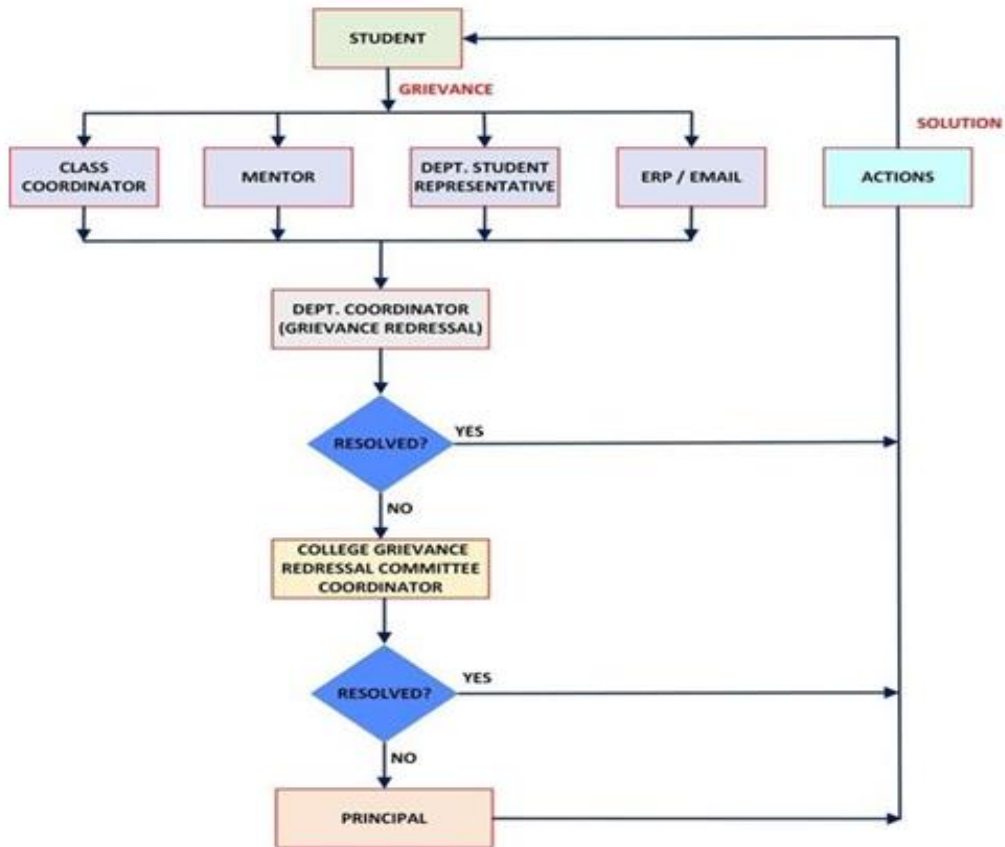 STUDENT
GRIEVANCE
SOLUTION
CLASS
COORDINATOR
MENTOR
DEPT. STUDENT
REPRESENTATIVE
ERP / EMAIL
ACTIONS
DEPT. COORDINATOR
(GRIEVANCE REDRESSAL)
RESOLVED?
YES
NO
COLLEGE GRIEVANCE
REDRESSAL COMMITTEE
COORDINATOR
RESOLVED?
YES
NO
PRINCIPAL